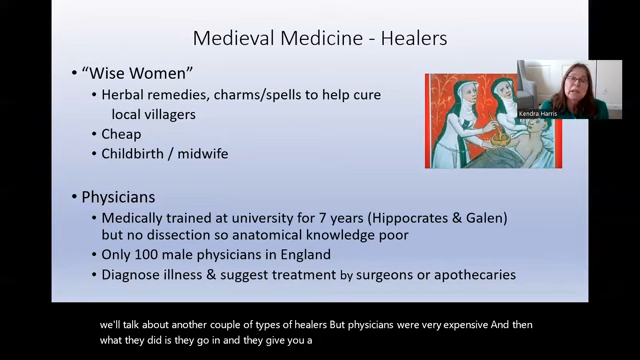 Medieval Medicine - Healers
• “Wise Women”
• Herbal remedies, charms/spells to help cure
local villagers
• Cheap
• Childbirth / midwife
Kendra Harris
• Physicians
• Medically trained at university for 7 years (Hippocrates & Galen)
but no dissection so anatomical knowledge poor
• Only 100 male physicians in England
• Diagnose illness & suggest treatment by surgeons or apothecaries
we'll talk about another couple of types of healers But physicians were very expensive And then
what they did is they go in and they give you a